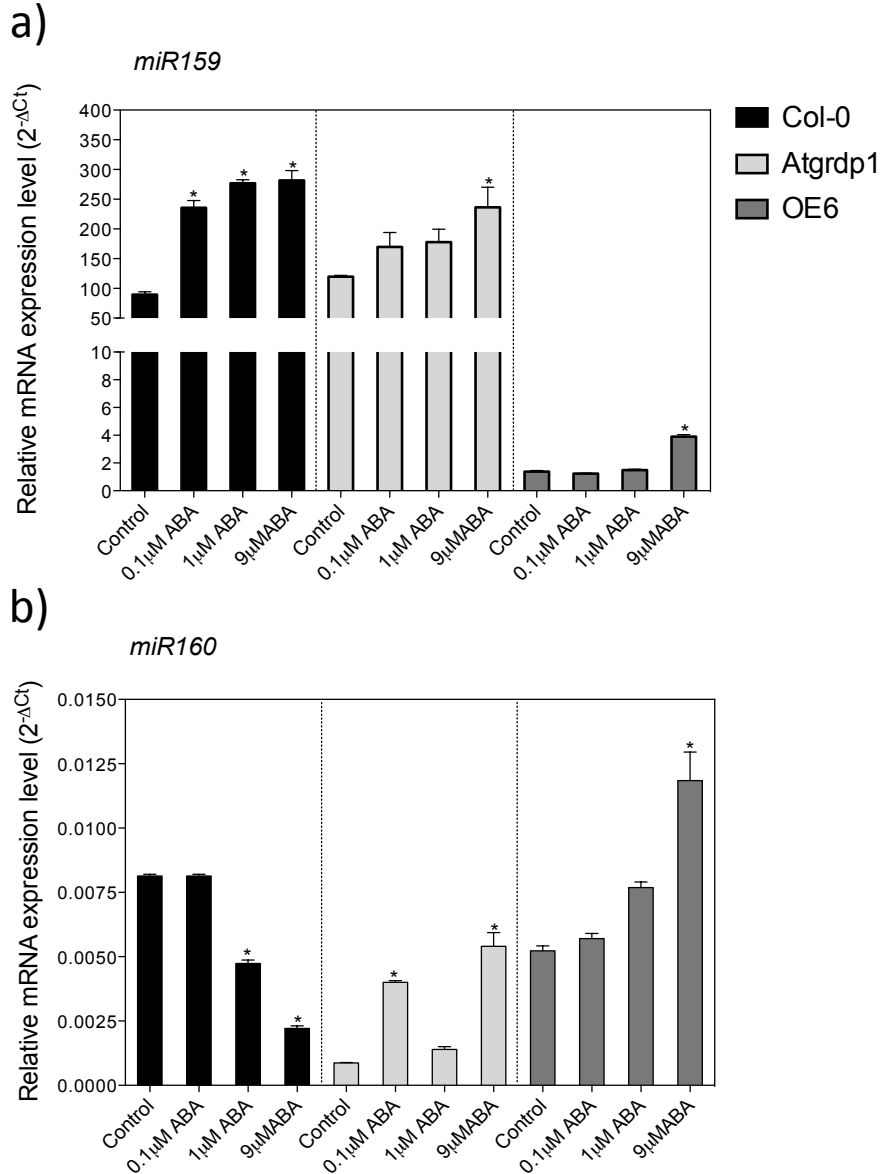 a)
miR159
Relative mRNA expression level (2-ΔCt)
400
350
300
250
200
150
100
50
10
8
6
4
2
0
* * * * *
Control
0.1µM ABA
1µM ABA
9µMABA
Control
0.1µM ABA
1µM ABA
9µMABA
Control
0.1µM ABA
1µM ABA
9µMABA
Col-0
Atgrdp1
OE6
b)
miR160
Relative mRNA expression level (2-ΔCt)
0.0150
0.0125
0.0100
0.0075
0.0050
0.0025
0.0000
* * * * *
Control
0.1µM ABA
1µM ABA
9µMABA
Control
0.1µM ABA
1µM ABA
9µMABA
Control
0.1µM ABA
1µM ABA
9µMABA